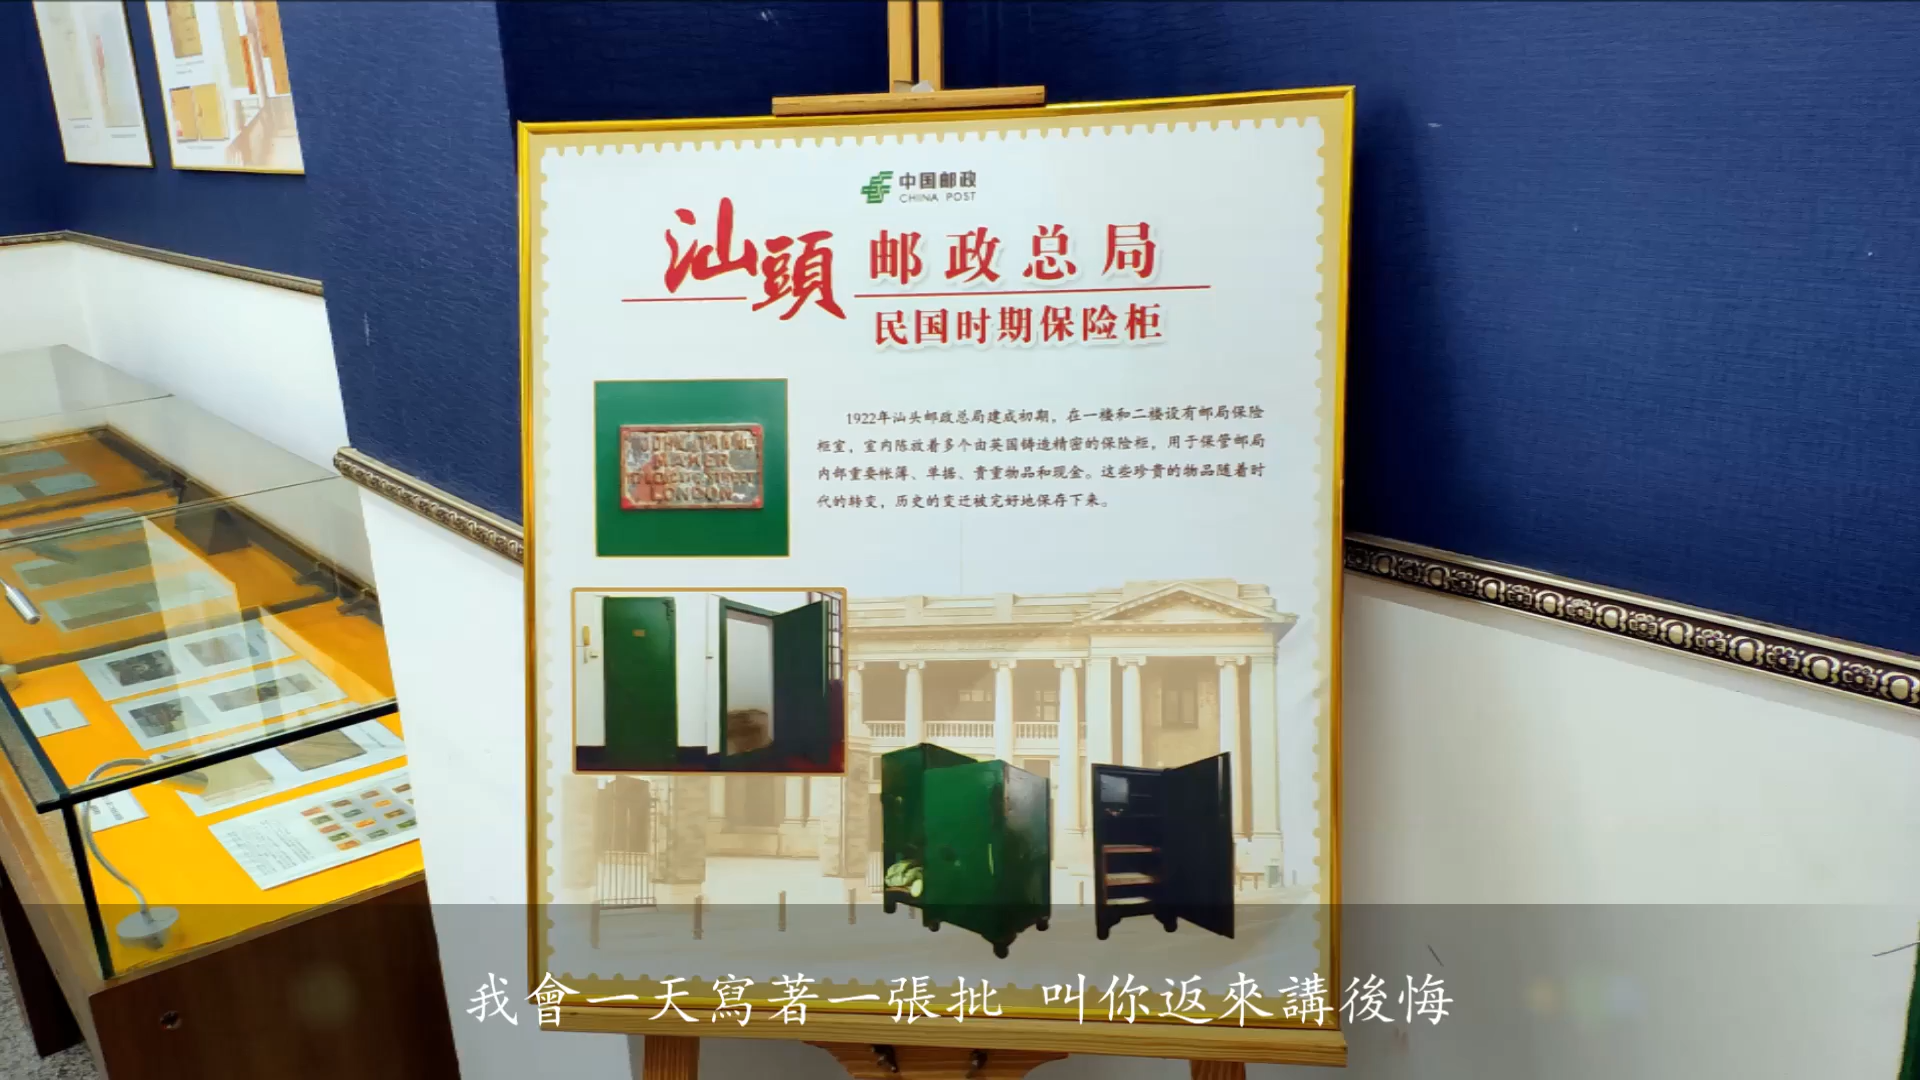 中国邮政
CHINA POST
汕頭 邮政总局
民国时期保险柜
1922年汕头邮政总局建成初期，在一楼和二楼设有邮局保险
柜室，室内陈放着多个由英国铸造精密的保险柜，用于保管邮局
内部重要帐簿、单据、贵重物品和现金。这些珍贵的物品随着时
代的转变，历史的变迁被完好地保存下来。
MAKER
LONDON
我會一天寫著一張批 叫你返來講後悔